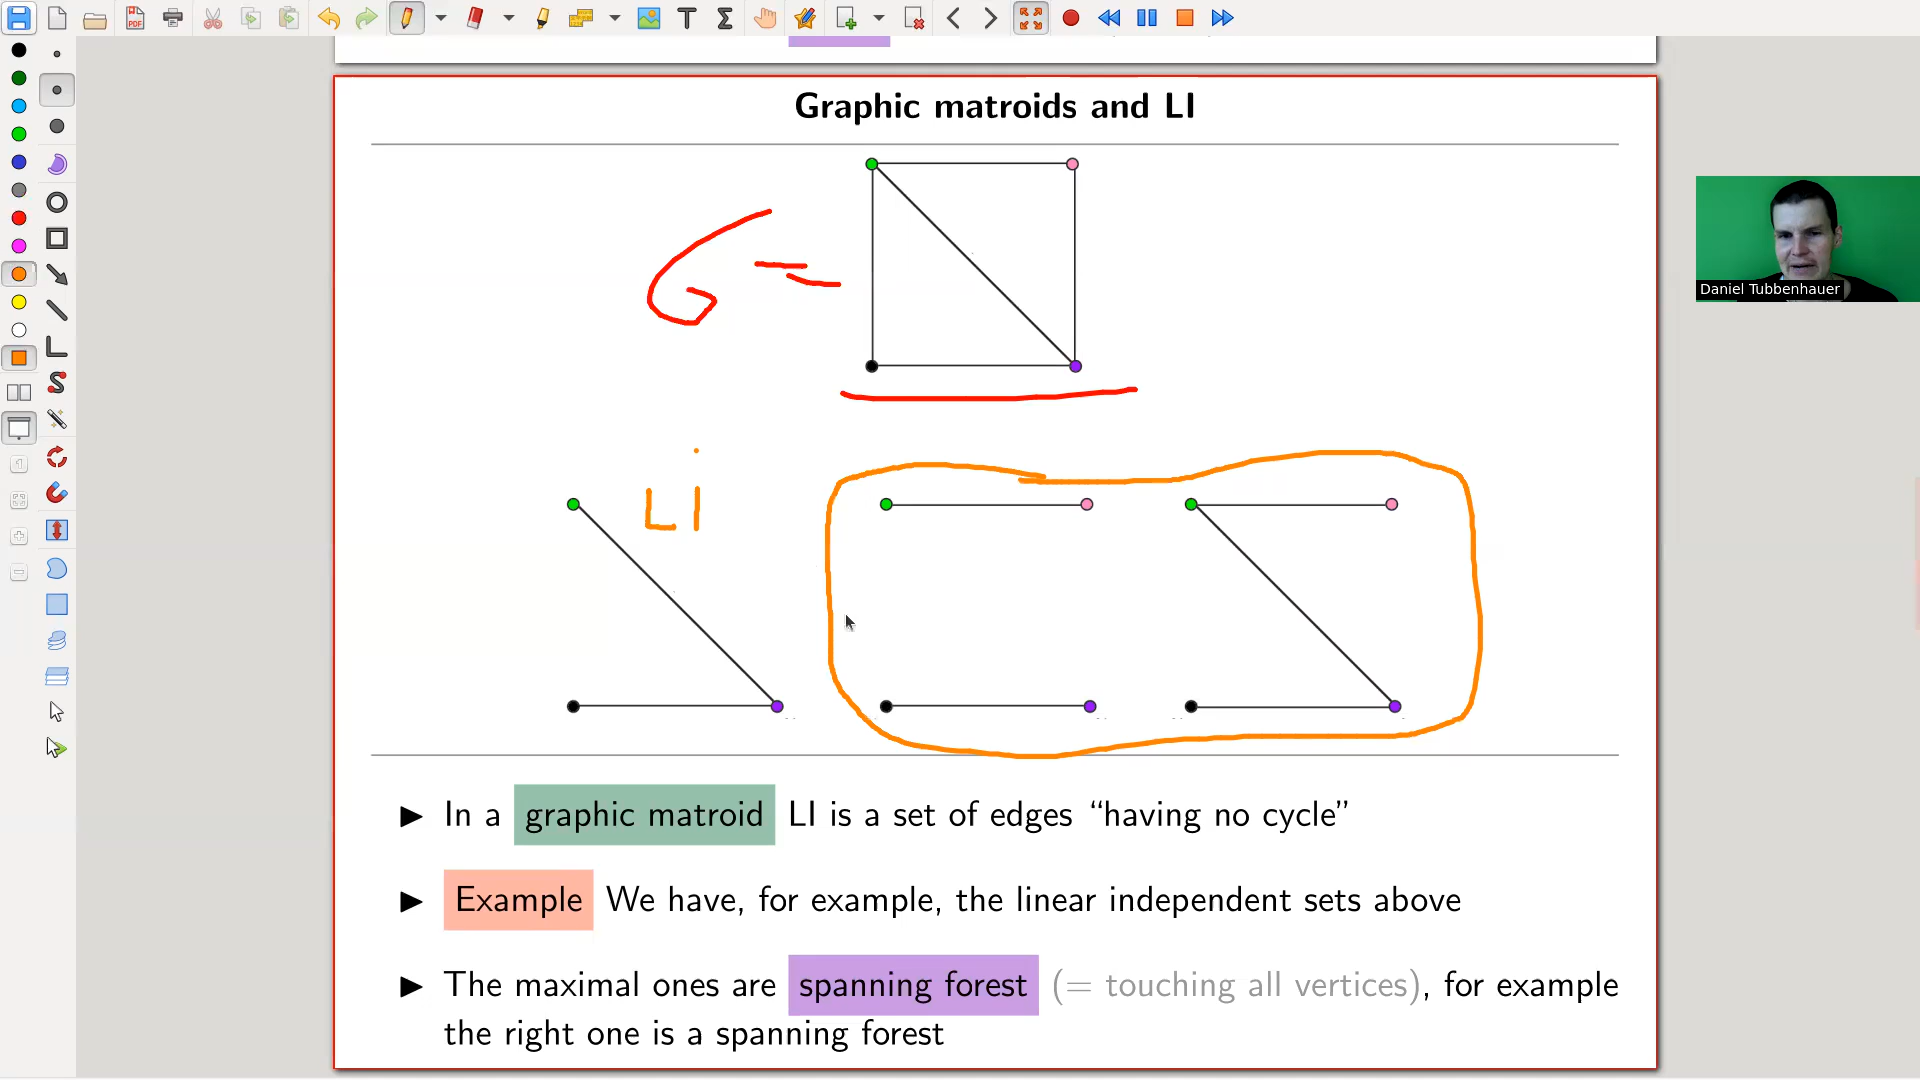 Graphic matroids and LI
G =
LI
Daniel Tubbenhauer
▶ In a graphic matroid LI is a set of edges “having no cycle”
▶ Example We have, for example, the linear independent sets above
▶ The maximal ones are spanning forest (= touching all vertices), for example
the right one is a spanning forest